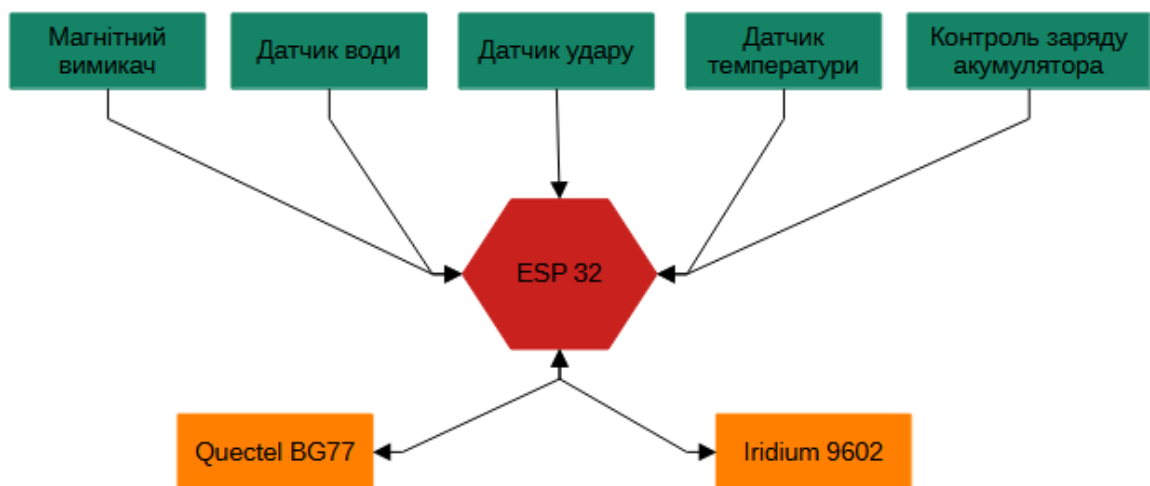 Магнітний
вимикач
Датчик води
Датчик удару
Датчик
температури
Контроль заряду
акумулятора
ESP 32
Quectel BG77
Iridium 9602